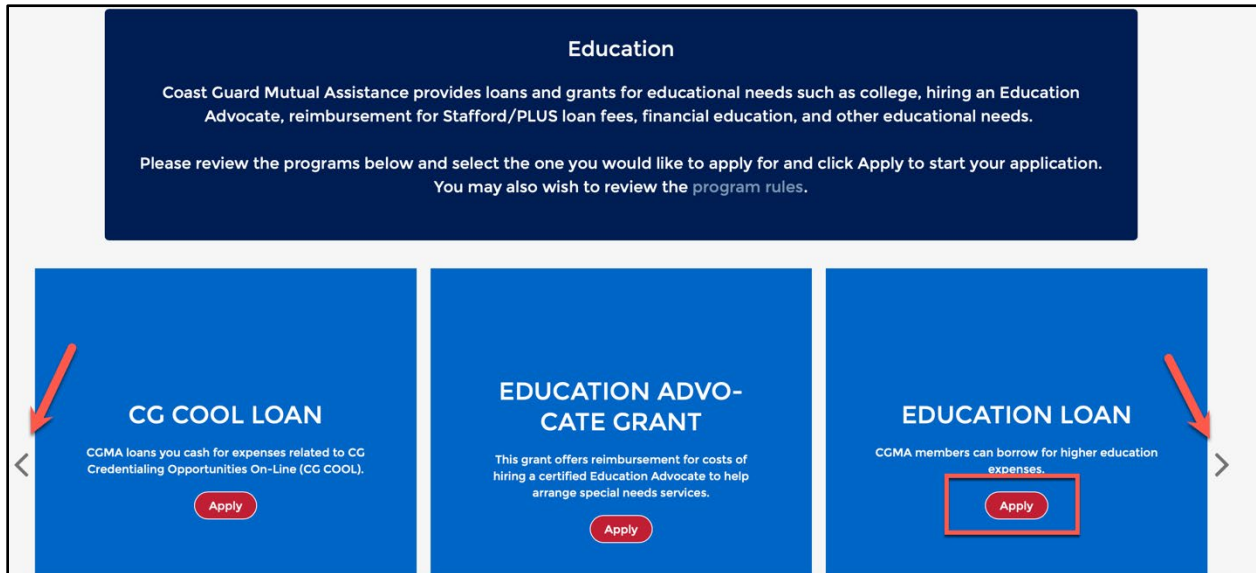 Education
Coast Guard Mutual Assistance provides loans and grants for educational needs such as college, hiring an Education
Advocate, reimbursement for Stafford/PLUS loan fees, financial education, and other educational needs.
Please review the programs below and select the one you would like to apply for and click Apply to start your application.
You may also wish to review the program rules.
CG COOL LOAN
CGMA loans you cash for expenses related to CG
Credentialing Opportunities On-Line (CG COOL).
Apply
EDUCATION ADVO-
CATE GRANT
This grant offers reimbursement for costs of
hiring a certified Education Advocate to help
arrange special needs services.
Apply
EDUCATION LOAN
CGMA members can borrow for higher education
expenses.
Apply